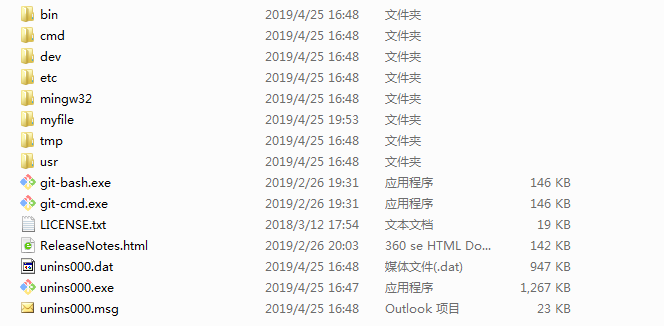 bin 2019/4/25 16:48 文件夹
cmd 2019/4/25 16:48 文件夹
dev 2019/4/25 16:48 文件夹
etc 2019/4/25 16:48 文件夹
mingw32 2019/4/25 16:48 文件夹
myfile 2019/4/25 19:53 文件夹
tmp 2019/4/25 16:48 文件夹
usr 2019/4/25 16:48 文件夹
git-bash.exe 2019/2/26 19:31 应用程序 146 KB
git-cmd.exe 2019/2/26 19:31 应用程序 146 KB
LICENSE.txt 2018/3/12 17:54 文本文档 19 KB
ReleaseNotes.html 2019/2/26 20:03 360 se HTML Do... 142 KB
unins000.dat 2019/4/25 16:48 媒体文件(.dat) 947 KB
unins000.exe 2019/4/25 16:47 应用程序 1,267 KB
unins000.msg 2019/4/25 16:48 Outlook 项目 23 KB